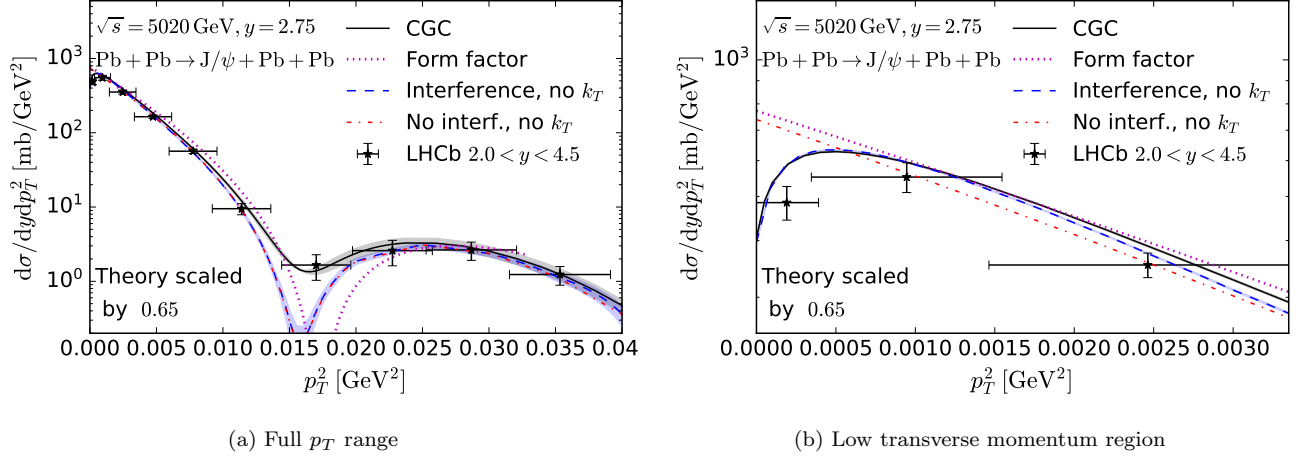 √s = 5020 GeV, y = 2.75
Pb + Pb → J/ψ + Pb + Pb
CGC
Form factor
Interference, no k_T
No interf., no k_T
LHCb 2.0 < y < 4.5
Theory scaled
by 0.65
dσ/dydp_T^2 [mb/GeV^2]
10^3
10^2
10^1
10^0
0.000 0.005 0.010 0.015 0.020 0.025 0.030 0.035 0.04
p_T^2 [GeV^2]
(a) Full p_T range
√s = 5020 GeV, y = 2.75
Pb + Pb → J/ψ + Pb + Pb
CGC
Form factor
Interference, no k_T
No interf., no k_T
LHCb 2.0 < y < 4.5
Theory scaled
by 0.65
dσ/dydp_T^2 [mb/GeV^2]
10^3
0.0000 0.0005 0.0010 0.0015 0.0020 0.0025 0.0030
p_T^2 [GeV^2]
(b) Low transverse momentum region